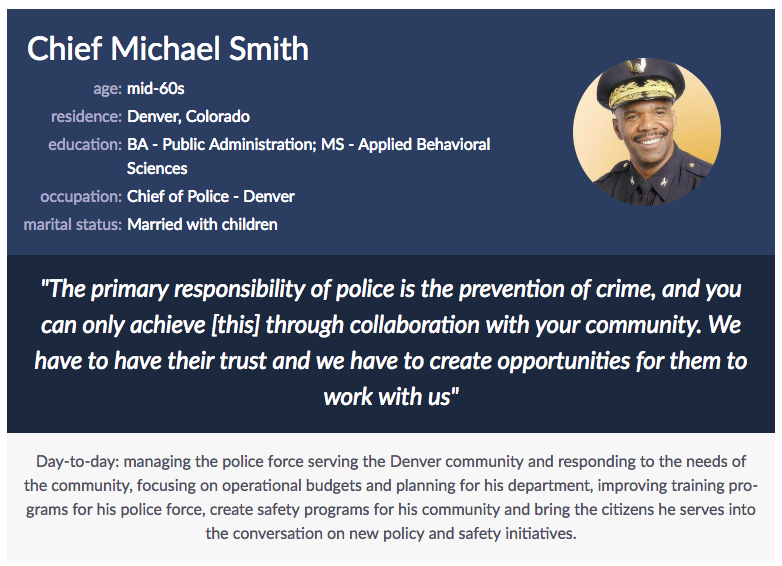 Chief Michael Smith
age: mid-60s
residence: Denver, Colorado
education: BA - Public Administration; MS - Applied Behavioral
Sciences
occupation: Chief of Police - Denver
marital status: Married with children
"The primary responsibility of police is the prevention of crime, and you
can only achieve [this] through collaboration with your community. We
have to have their trust and we have to create opportunities for them to
work with us"
Day-to-day: managing the police force serving the Denver community and responding to the needs of
the community, focusing on operational budgets and planning for his department, improving training pro-
grams for his police force, create safety programs for his community and bring the citizens he serves into
the conversation on new policy and safety initiatives.